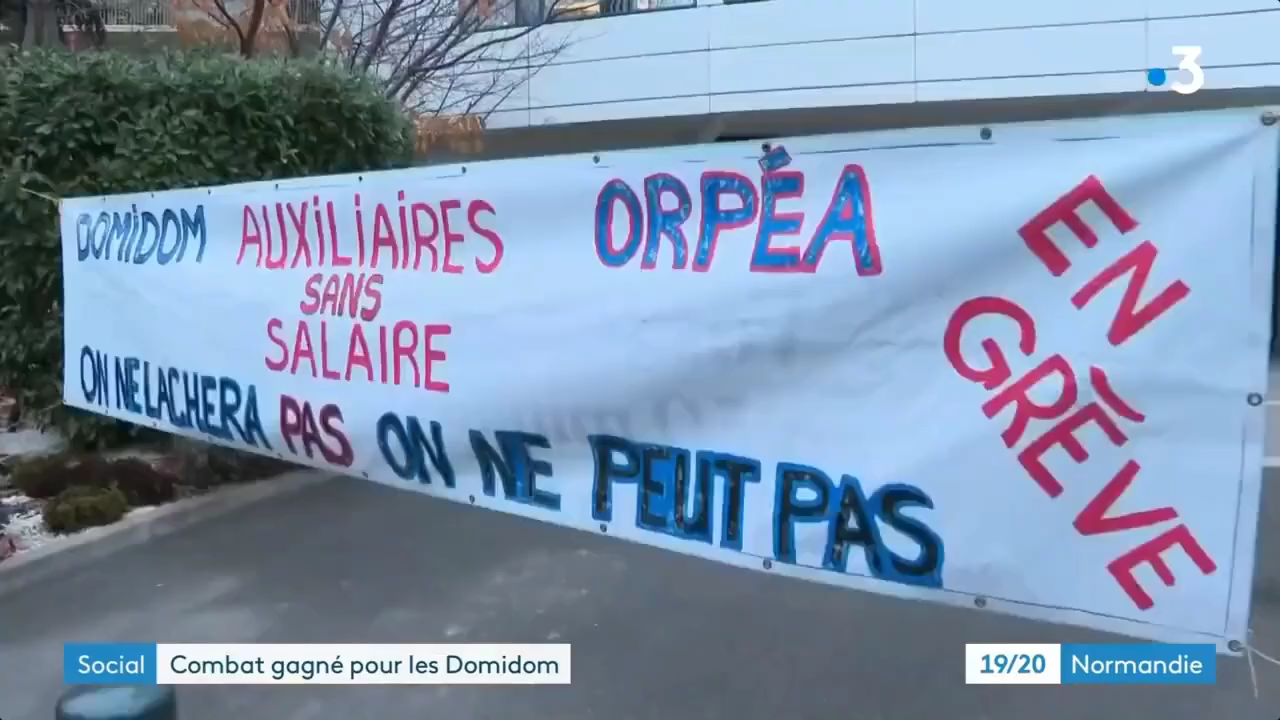 3
DOMiDOM AUXiLiAiRES ORPÉA
SANS
SALAIRE
EN
GRÈVE
ON NE LACHERA PAS ON NE PEUT PAS
Social Combat gagné pour les Domidom
19/20 Normandie